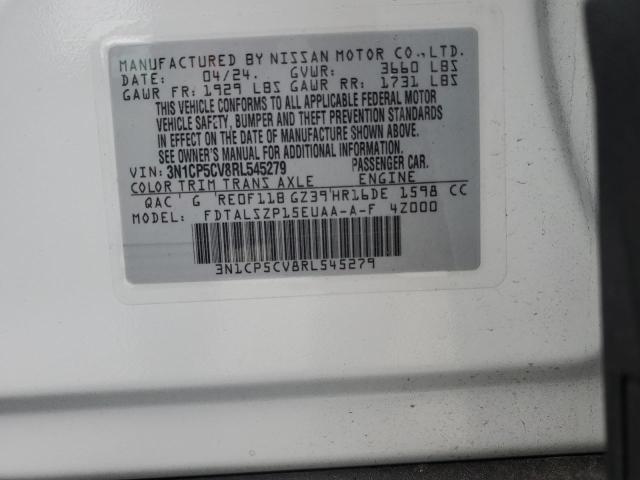 MANUFACTURED BY NISSAN MOTOR CO.,LTD.
DATE: 04/24. GVWR: 3660 LBS
GAWR FR: 1929 LBS GAWR RR: 1731 LBS
THIS VEHICLE CONFORMS TO ALL APPLICABLE FEDERAL MOTOR
VEHICLE SAFETY, BUMPER AND THEFT PREVENTION STANDARDS
IN EFFECT ON THE DATE OF MANUFACTURE SHOWN ABOVE.
SEE OWNER'S MANUAL FOR ADDITIONAL INFORMATION.
VIN: 3N1CP5CV8RL545279 PASSENGER CAR.
COLOR TRIM TRANS AXLE ENGINE
QAC G RE0F11B GZ39 HR16DE 1598 CC
MODEL: FDTALSZP15EUAA-A-F 4Z000
3N1CP5CV8RL545279